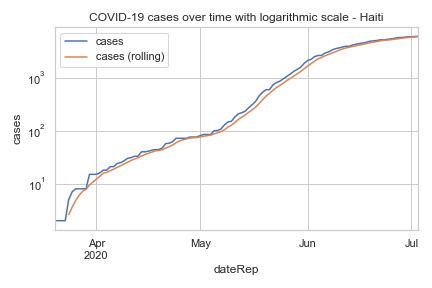 COVID-19 cases over time with logarithmic scale - Haiti
cases
cases (rolling)
10³
10²
10¹
cases
Apr
2020
May
Jun
Jul
dateRep